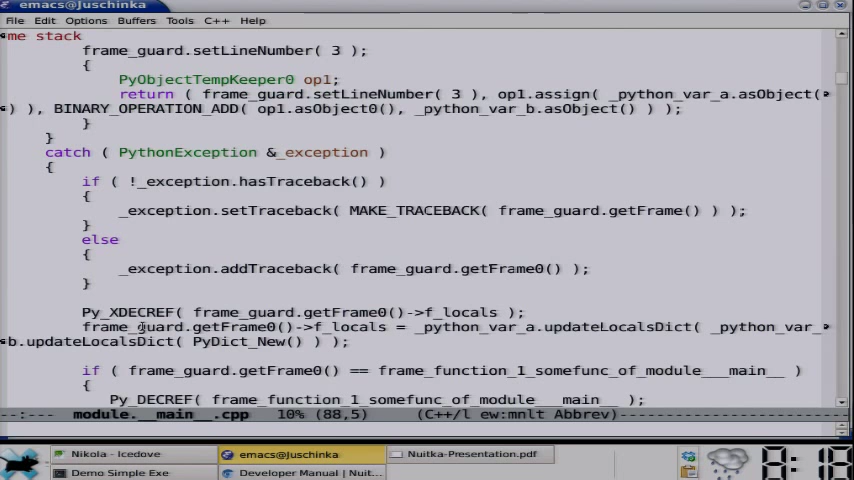 emacs@Juschinka
File Edit Options Buffers Tools C++ Help
me stack
frame_guard.setLineNumber( 3 );
{
PyObjectTempKeeper0 op1;
return ( frame_guard.setLineNumber( 3 ), op1.assign( _python_var_a.asObject(
) ), BINARY_OPERATION_ADD( op1.asObject0(), _python_var_b.asObject() ) );
}
}
catch ( PythonException &_exception )
{
if ( !_exception.hasTraceback() )
{
_exception.setTraceback( MAKE_TRACEBACK( frame_guard.getFrame() ) );
}
else
{
_exception.addTraceback( frame_guard.getFrame0() );
}
Py_XDECREF( frame_guard.getFrame0()->f_locals );
frame_guard.getFrame0()->f_locals = _python_var_a.updateLocalsDict( _python_var_
b.updateLocalsDict( PyDict_New() ) );
if ( frame_guard.getFrame0() == frame_function_1_somefunc_of_module___main__ )
{
Py_DECREF( frame_function_1_somefunc_of_module___main__ );
--:--- module.__main__.cpp 10% (88,5) (C++/l ew:mnlt Abbrev)
Nikola - Icedove
emacs@Juschinka
Nuitka-Presentation.pdf
Demo Simple Exe
Developer Manual | Nuit...
0:18